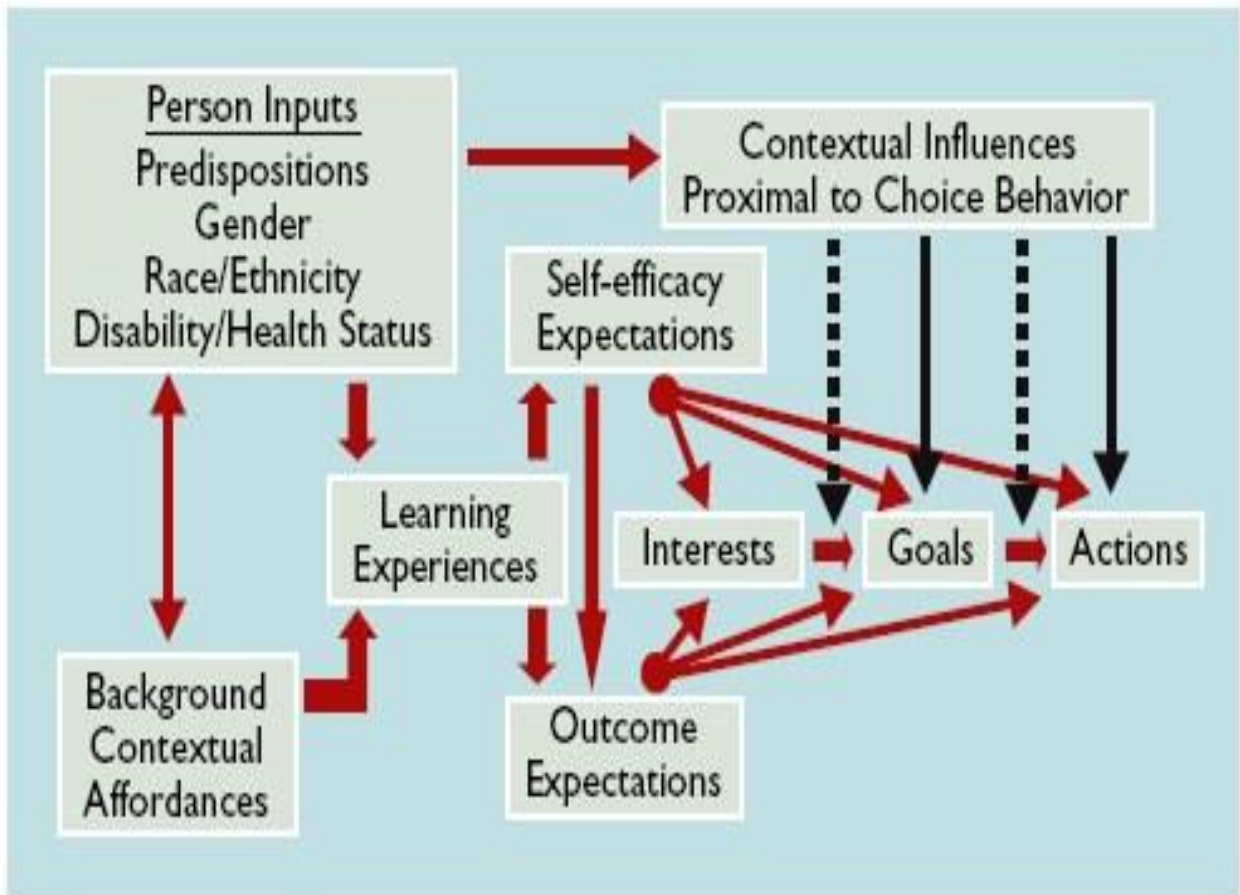 Person Inputs
Predispositions
Gender
Race/Ethnicity
Disability/Health Status
Contextual Influences
Proximal to Choice Behavior
Self-efficacy
Expectations
Learning
Experiences
Interests
Goals
Actions
Background
Contextual
Affordances
Outcome
Expectations